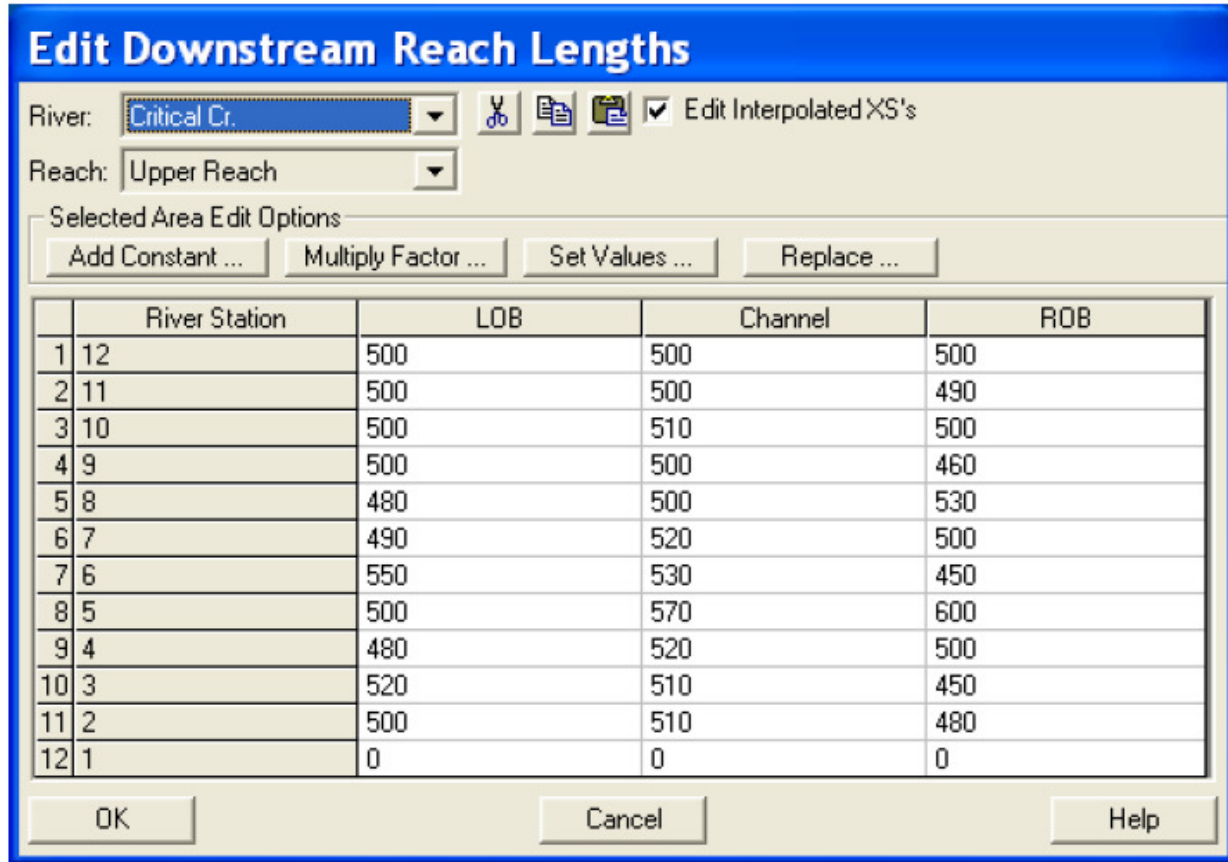 Edit Downstream Reach Lengths
River: Critical Cr. Edit Interpolated XS's
Reach: Upper Reach
Selected Area Edit Options
Add Constant ... Multiply Factor ... Set Values ... Replace ...
River Station LOB Channel ROB
1 12 500 500 500
2 11 500 500 490
3 10 500 510 500
4 9 500 500 460
5 8 480 500 530
6 7 490 520 500
7 6 550 530 450
8 5 500 570 600
9 4 480 520 500
10 3 520 510 450
11 2 500 510 480
12 1 0 0 0
OK Cancel Help